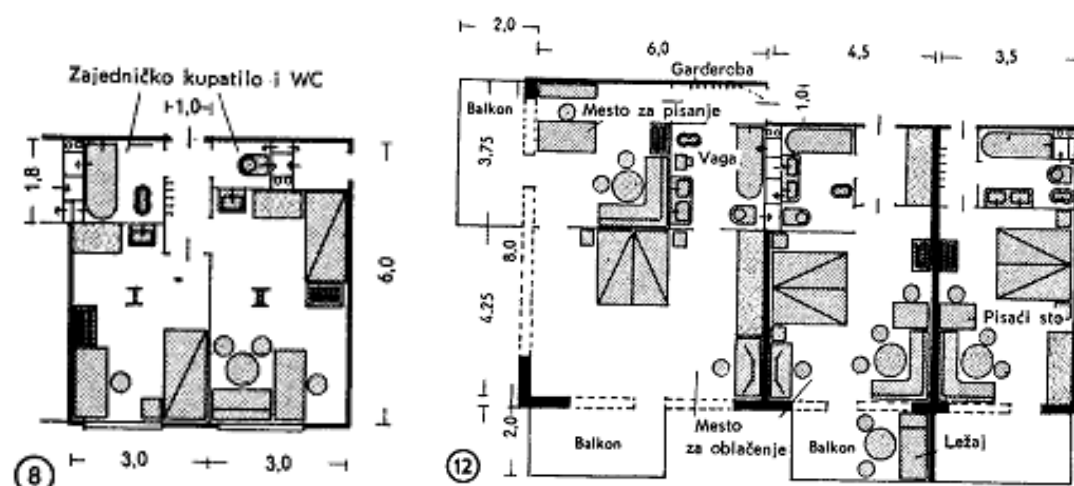 Zajedničko kupatilo i WC
1,0
1,8
I
II
6,0
3,0
3,0
8
2,0
6,0
4,5
3,5
Garderoba
Balkon
Mesto za pisanje
1,0
3,75
Vaga
8,0
4,25
Pisaći sto
2,0
Balkon
Mesto
za oblačenje
Balkon
Ležaj
12